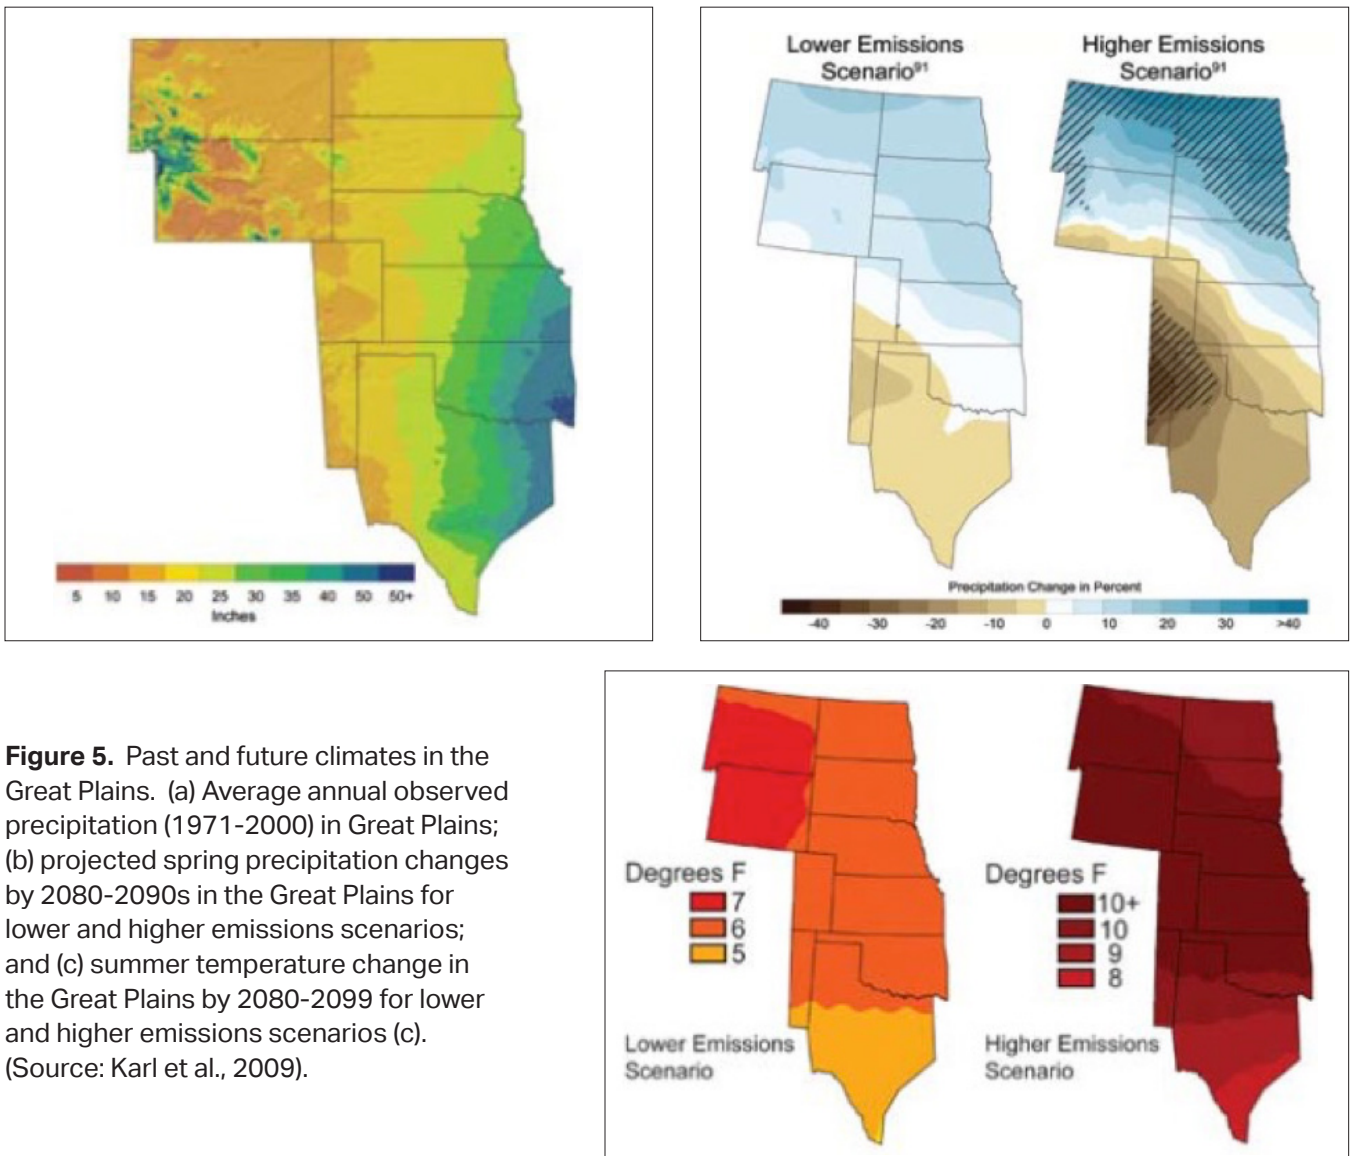 5 10 15 20 25 30 35 40 50 50+
Inches
Lower Emissions
Scenario91
Higher Emissions
Scenario91
Precipitation Change in Percent
-40 -30 -20 -10 0 10 20 30 >40
Figure 5. Past and future climates in the
Great Plains. (a) Average annual observed
precipitation (1971-2000) in Great Plains;
(b) projected spring precipitation changes
by 2080-2090s in the Great Plains for
lower and higher emissions scenarios;
and (c) summer temperature change in
the Great Plains by 2080-2099 for lower
and higher emissions scenarios (c).
(Source: Karl et al., 2009).
Degrees F
7
6
5
Lower Emissions
Scenario
Degrees F
10+
10
9
8
Higher Emissions
Scenario